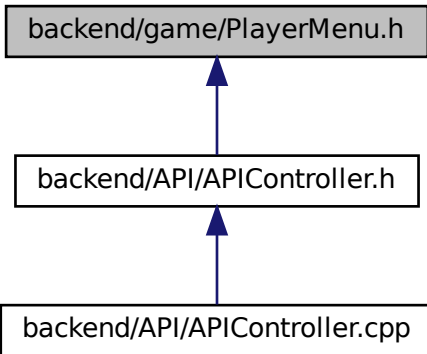 backend/game/PlayerMenu.h
backend/API/APIController.h
backend/API/APIController.cpp